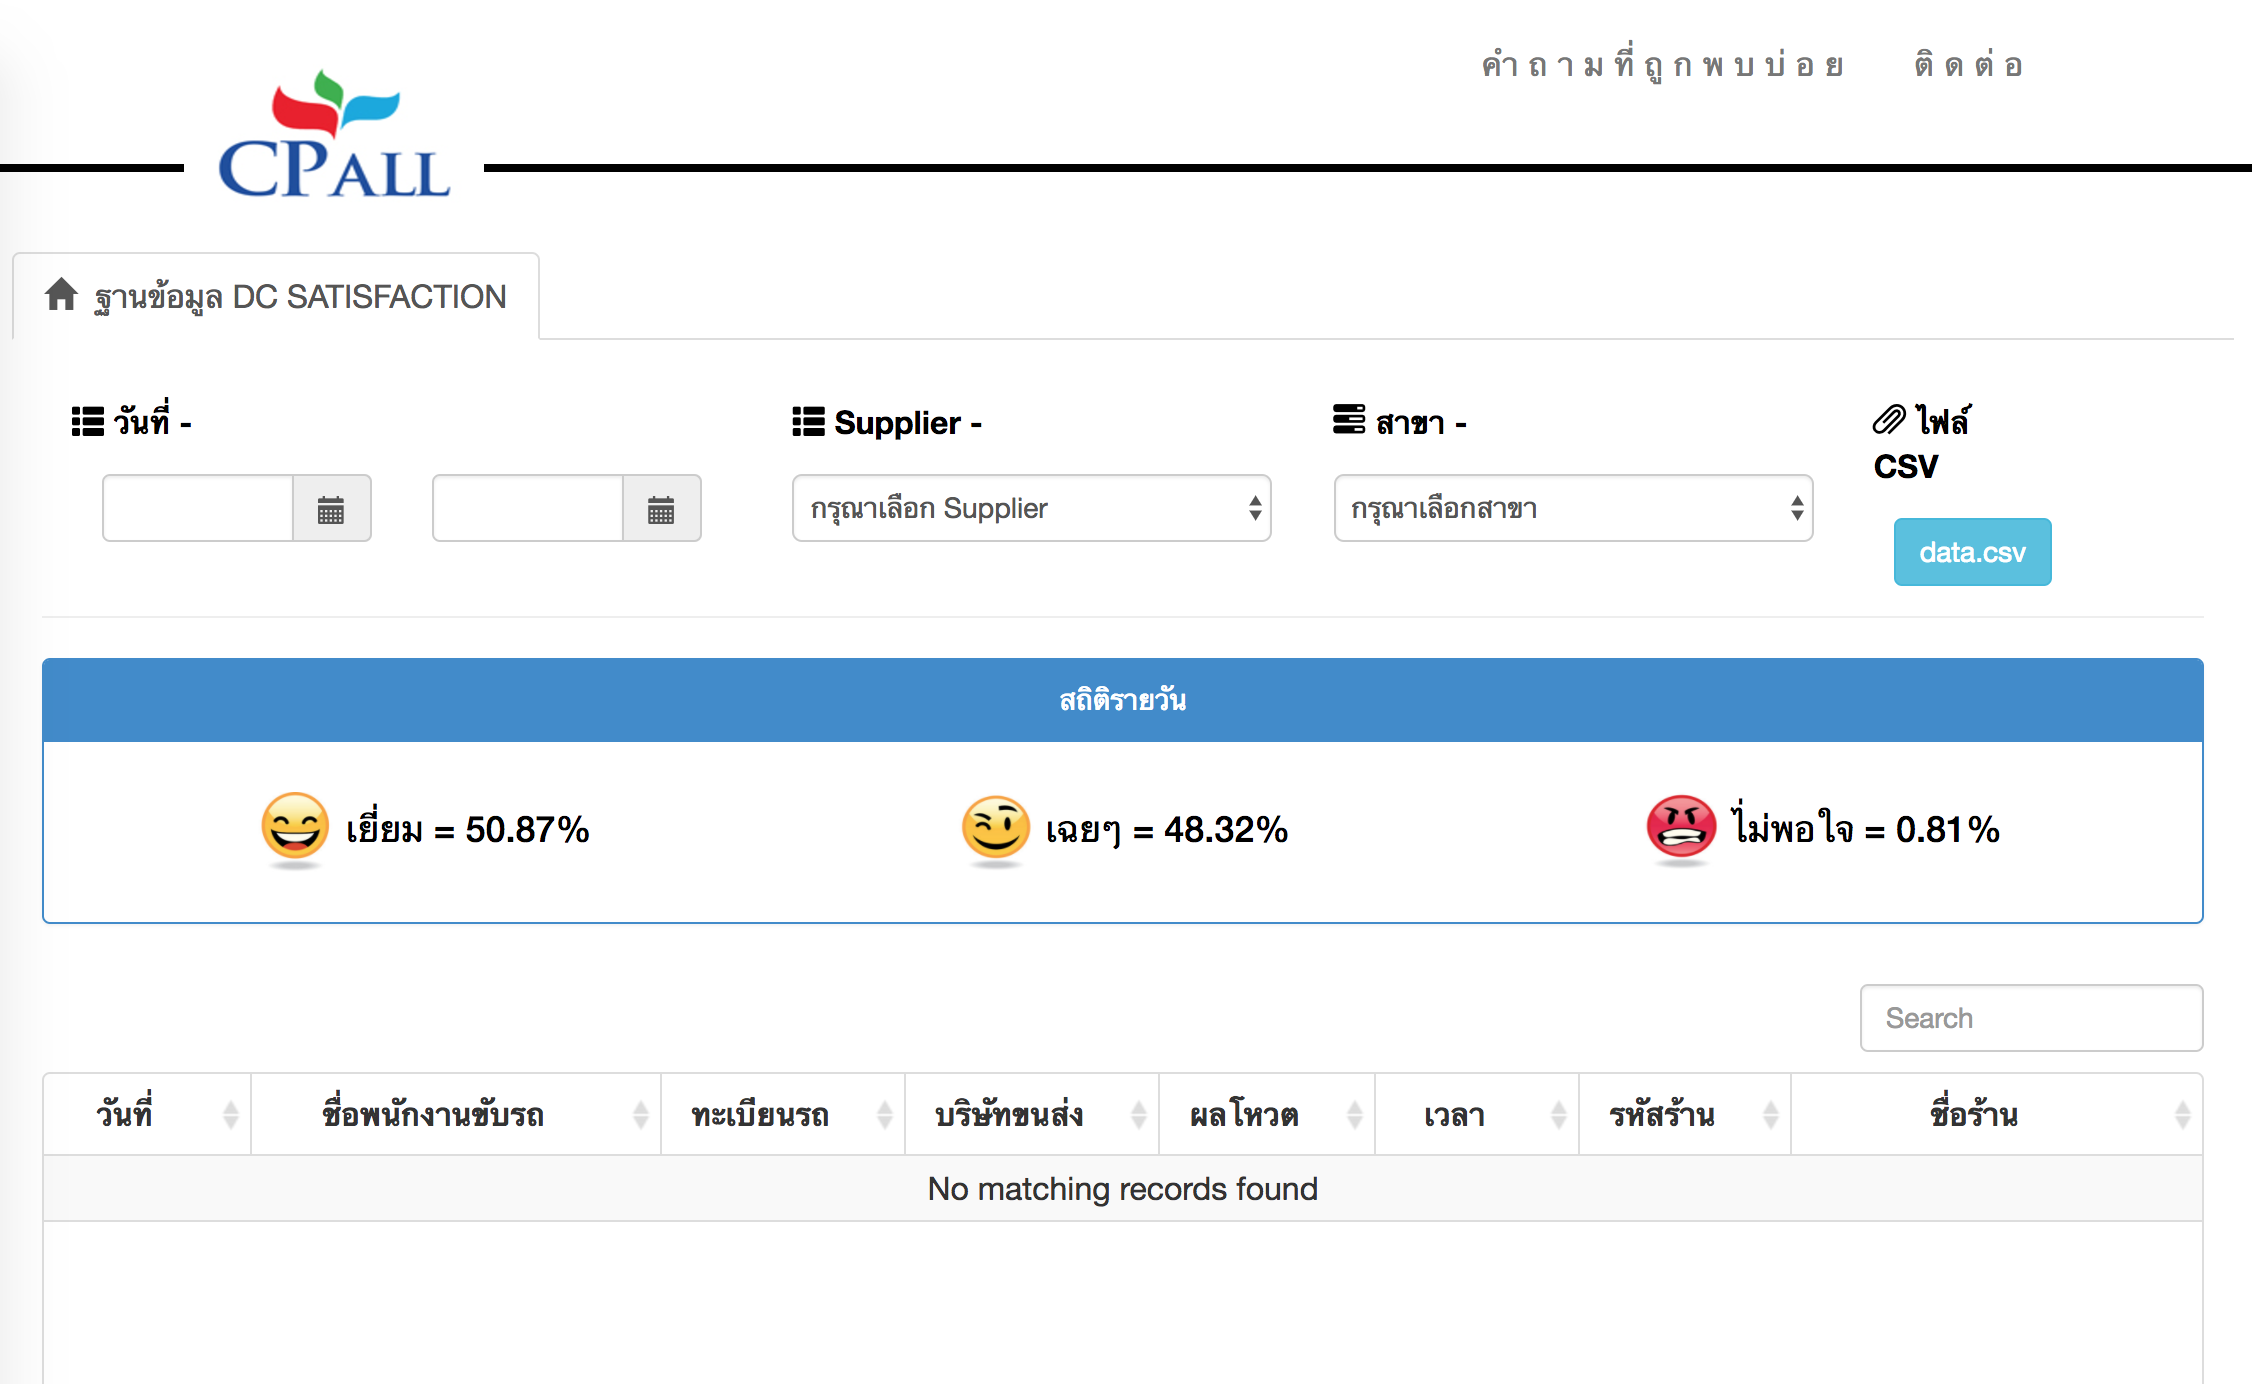 คำถามที่ถูกพบบ่อย ติดต่อ
CPALL
ฐานข้อมูล DC SATISFACTION
วันที่ -
Supplier -
สาขา -
ไฟล์
CSV
กรุณาเลือก Supplier
กรุณาเลือกสาขา
data.csv
สถิติรายวัน
เยี่ยม = 50.87%
เฉยๆ = 48.32%
ไม่พอใจ = 0.81%
Search
วันที่ ชื่อพนักงานขับรถ ทะเบียนรถ บริษัทขนส่ง ผลโหวต เวลา รหัสร้าน ชื่อร้าน
No matching records found